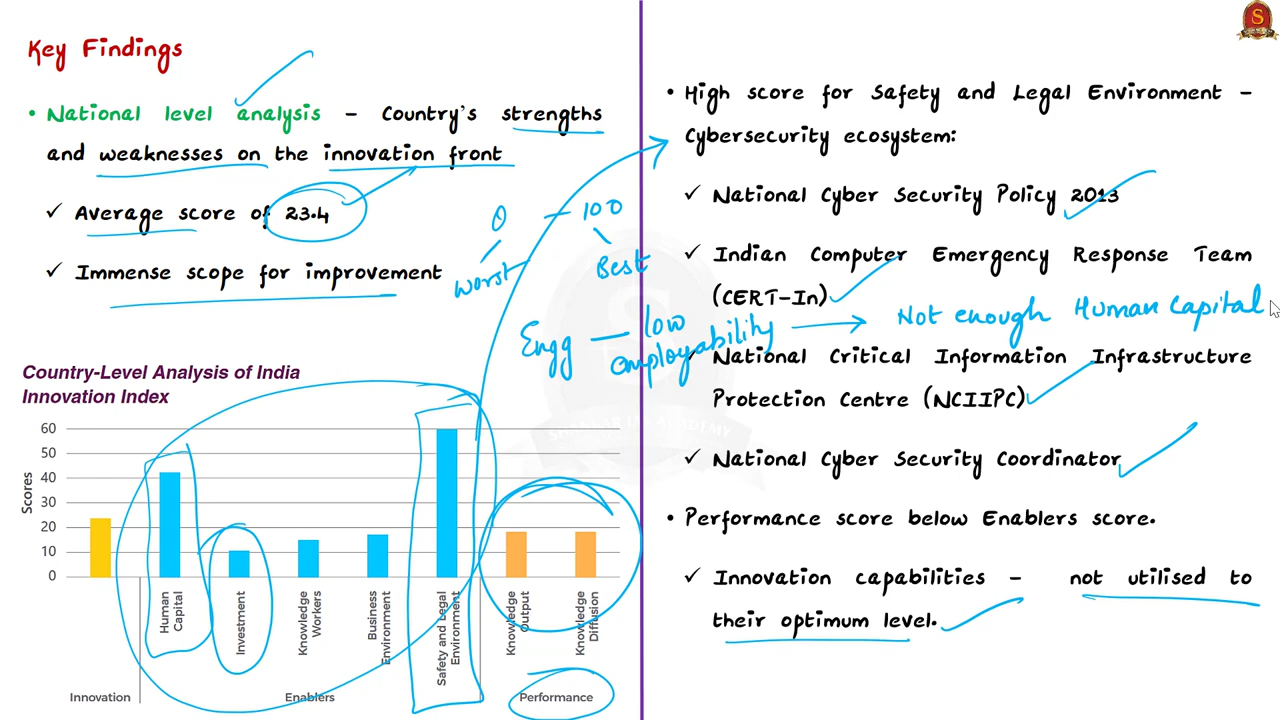 Key Findings
• National level analysis – Country's strengths
and weaknesses on the innovation front
✓ Average score of 23.4
✓ Immense scope for improvement
0 – 100
worst
Best
Engg — low
employability → Not enough Human Capital
Country-Level Analysis of India
Innovation Index
Scores
60
50
40
30
20
10
0
Human
Capital
Investment
Knowledge
Workers
Business
Environment
Safety and Legal
Environment
Knowledge
Output
Knowledge
Diffusion
Innovation
Enablers
Performance
• High score for Safety and Legal Environment –
Cybersecurity ecosystem:
✓ National Cyber Security Policy 2013
✓ Indian Computer Emergency Response Team
(CERT-In)
✓ National Critical Information Infrastructure
Protection Centre (NCIIPC)
✓ National Cyber Security Coordinator
• Performance score below Enablers score.
✓ Innovation capabilities – not utilised to
their optimum level.
S
SHANKAR IAS ACADEMY
S